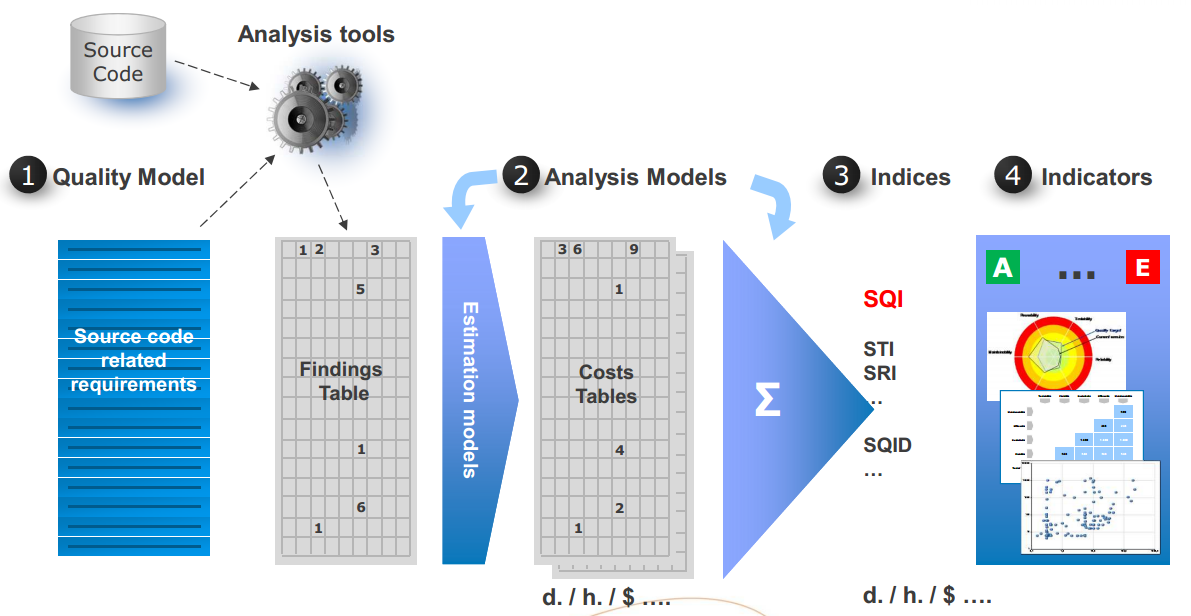 Source
Code
Analysis tools
1 Quality Model
2 Analysis Models
3 Indices
4 Indicators
Source code
related
requirements
1 2 3
5
Findings
Table
1
6
1
Estimation models
3 6 9
1
Costs
Tables
4
2
1
d. / h. / $ ....
Σ
SQI
STI
SRI
..
SQID
...
d. / h. / $ ....
A ... E